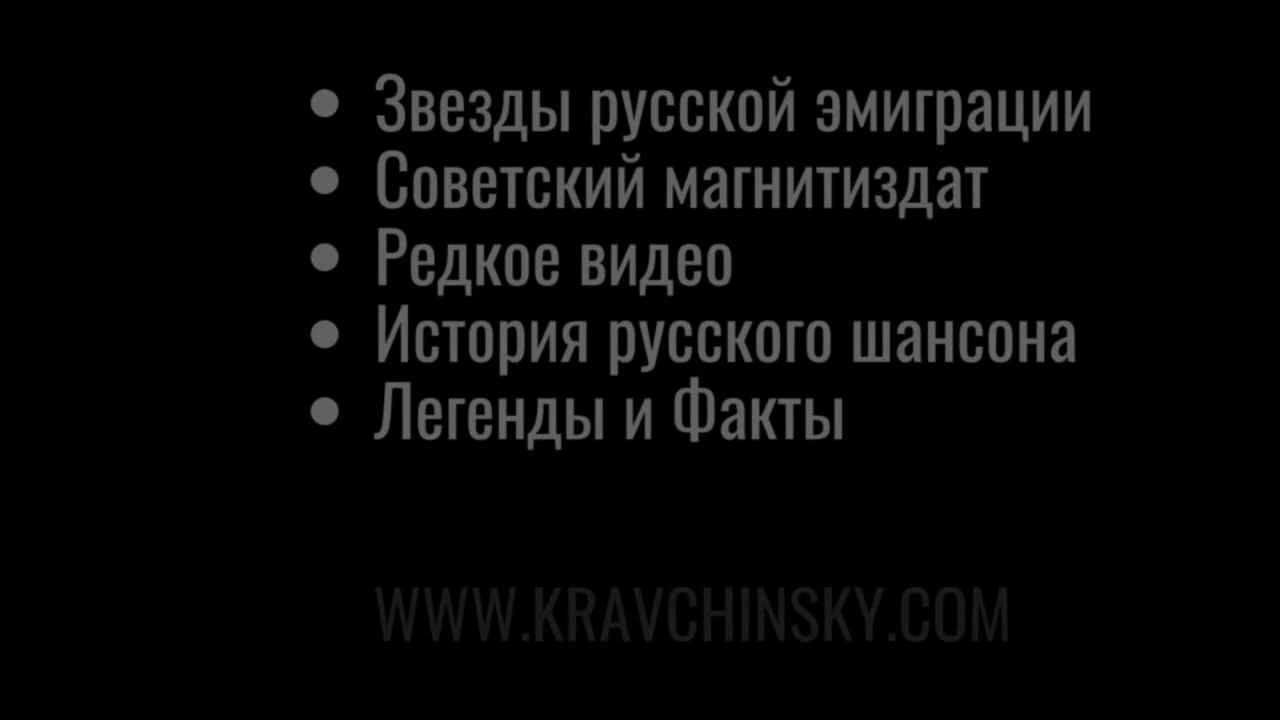 • Звезды русской эмиграции
• Советский магнитиздат
• Редкое видео
• История русского шансона
• Легенды и Факты
WWW.KRAVCHINSKY.COM